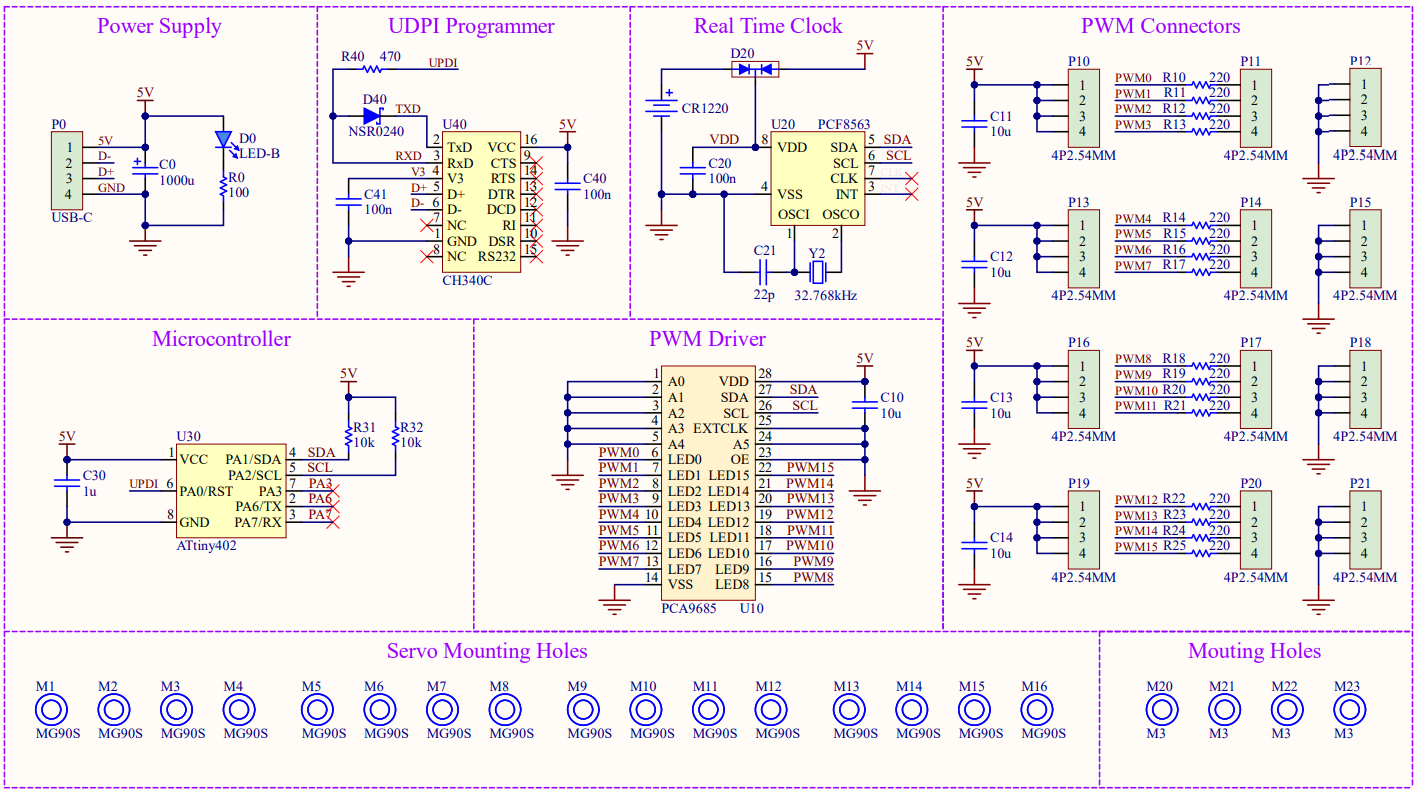 Power Supply
5V
P0
1 5V
2 D-
3 D+
4 GND
USB-C
C0
1000u
D0
LED-B
R0
100
UDPI Programmer
R40 470 UPDI
D40 TXD
NSR0240
RXD
U40
2 TxD VCC 16
3 RxD CTS 9
V3 4 V3 RTS 14
D+ 5 D+ DTR 13
D- 6 D- DCD 12
7 NC RI 11
1 GND DSR 10
8 NC RS232 15
CH340C
C41
100n
5V
C40
100n
Real Time Clock
D20
5V
CR1220
VDD
C20
100n
U20 PCF8563
8 VDD SDA 5 SDA
SCL 6 SCL
CLK 7
4 VSS INT 3
OSCI OSCO
1 2
C21
22p
Y2
32.768kHz
PWM Connectors
5V
C11
10u
P10
1
2
3
4
4P2.54MM
PWM0 R10 220
PWM1 R11 220
PWM2 R12 220
PWM3 R13 220
P11
1
2
3
4
4P2.54MM
P12
1
2
3
4
4P2.54MM
5V
C12
10u
P13
1
2
3
4
4P2.54MM
PWM4 R14 220
PWM5 R15 220
PWM6 R16 220
PWM7 R17 220
P14
1
2
3
4
4P2.54MM
P15
1
2
3
4
4P2.54MM
5V
C13
10u
P16
1
2
3
4
4P2.54MM
PWM8 R18 220
PWM9 R19 220
PWM10 R20 220
PWM11 R21 220
P17
1
2
3
4
4P2.54MM
P18
1
2
3
4
4P2.54MM
5V
C14
10u
P19
1
2
3
4
4P2.54MM
PWM12 R22 220
PWM13 R23 220
PWM14 R24 220
PWM15 R25 220
P20
1
2
3
4
4P2.54MM
P21
1
2
3
4
4P2.54MM
Microcontroller
5V
R31
10k
R32
10k
5V
C30
1u
U30
1 VCC PA1/SDA 4 SDA
PA2/SCL 5 SCL
UPDI 6 PA0/RST PA3 7 PA3
PA6/TX 2 PA6
8 GND PA7/RX 3 PA7
ATtiny402
PWM Driver
5V
C10
10u
1 A0 VDD 28
2 A1 SDA 27 SDA
3 A2 SCL 26 SCL
4 A3 EXTCLK 25
5 A4 A5 24
PWM0 6 LED0 OE 23
PWM1 7 LED1 LED15 22 PWM15
PWM2 8 LED2 LED14 21 PWM14
PWM3 9 LED3 LED13 20 PWM13
PWM4 10 LED4 LED12 19 PWM12
PWM5 11 LED5 LED11 18 PWM11
PWM6 12 LED6 LED10 17 PWM10
PWM7 13 LED7 LED9 16 PWM9
14 VSS LED8 15 PWM8
PCA9685 U10
Servo Mounting Holes
M1 M2 M3 M4 M5 M6 M7 M8 M9 M10 M11 M12 M13 M14 M15 M16
MG90S MG90S MG90S MG90S MG90S MG90S MG90S MG90S MG90S MG90S MG90S MG90S MG90S MG90S MG90S MG90S
Mouting Holes
M20 M21 M22 M23
M3 M3 M3 M3